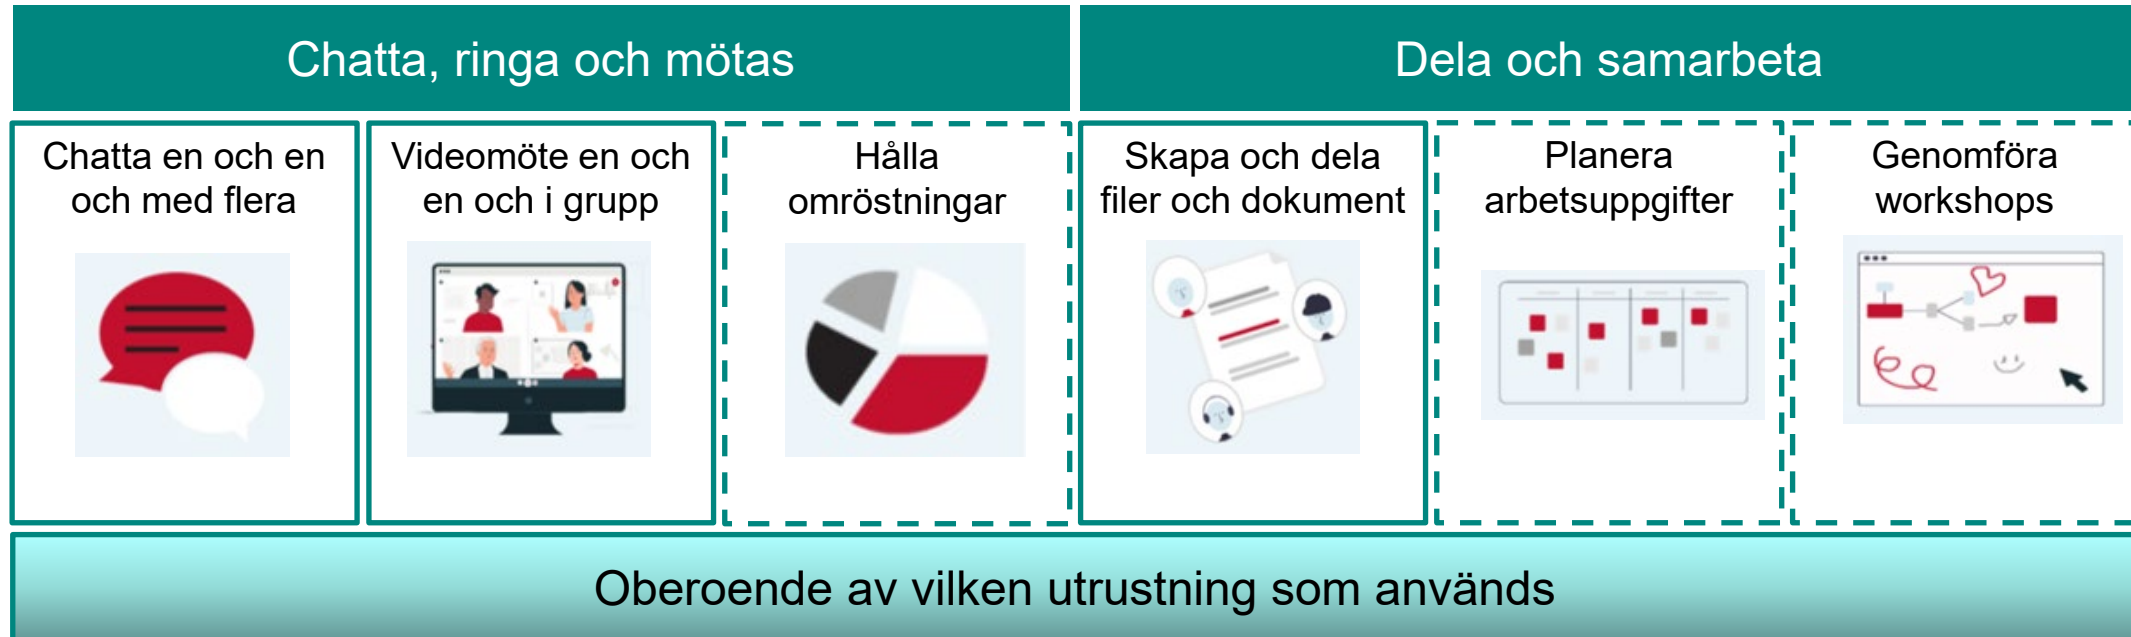 Chatta, ringa och mötas
Dela och samarbeta
Chatta en och en
och med flera
Videomöte en och
en och i grupp
Hålla
omröstningar
Skapa och dela
filer och dokument
Planera
arbetsuppgifter
Genomföra
workshops
Oberoende av vilken utrustning som används